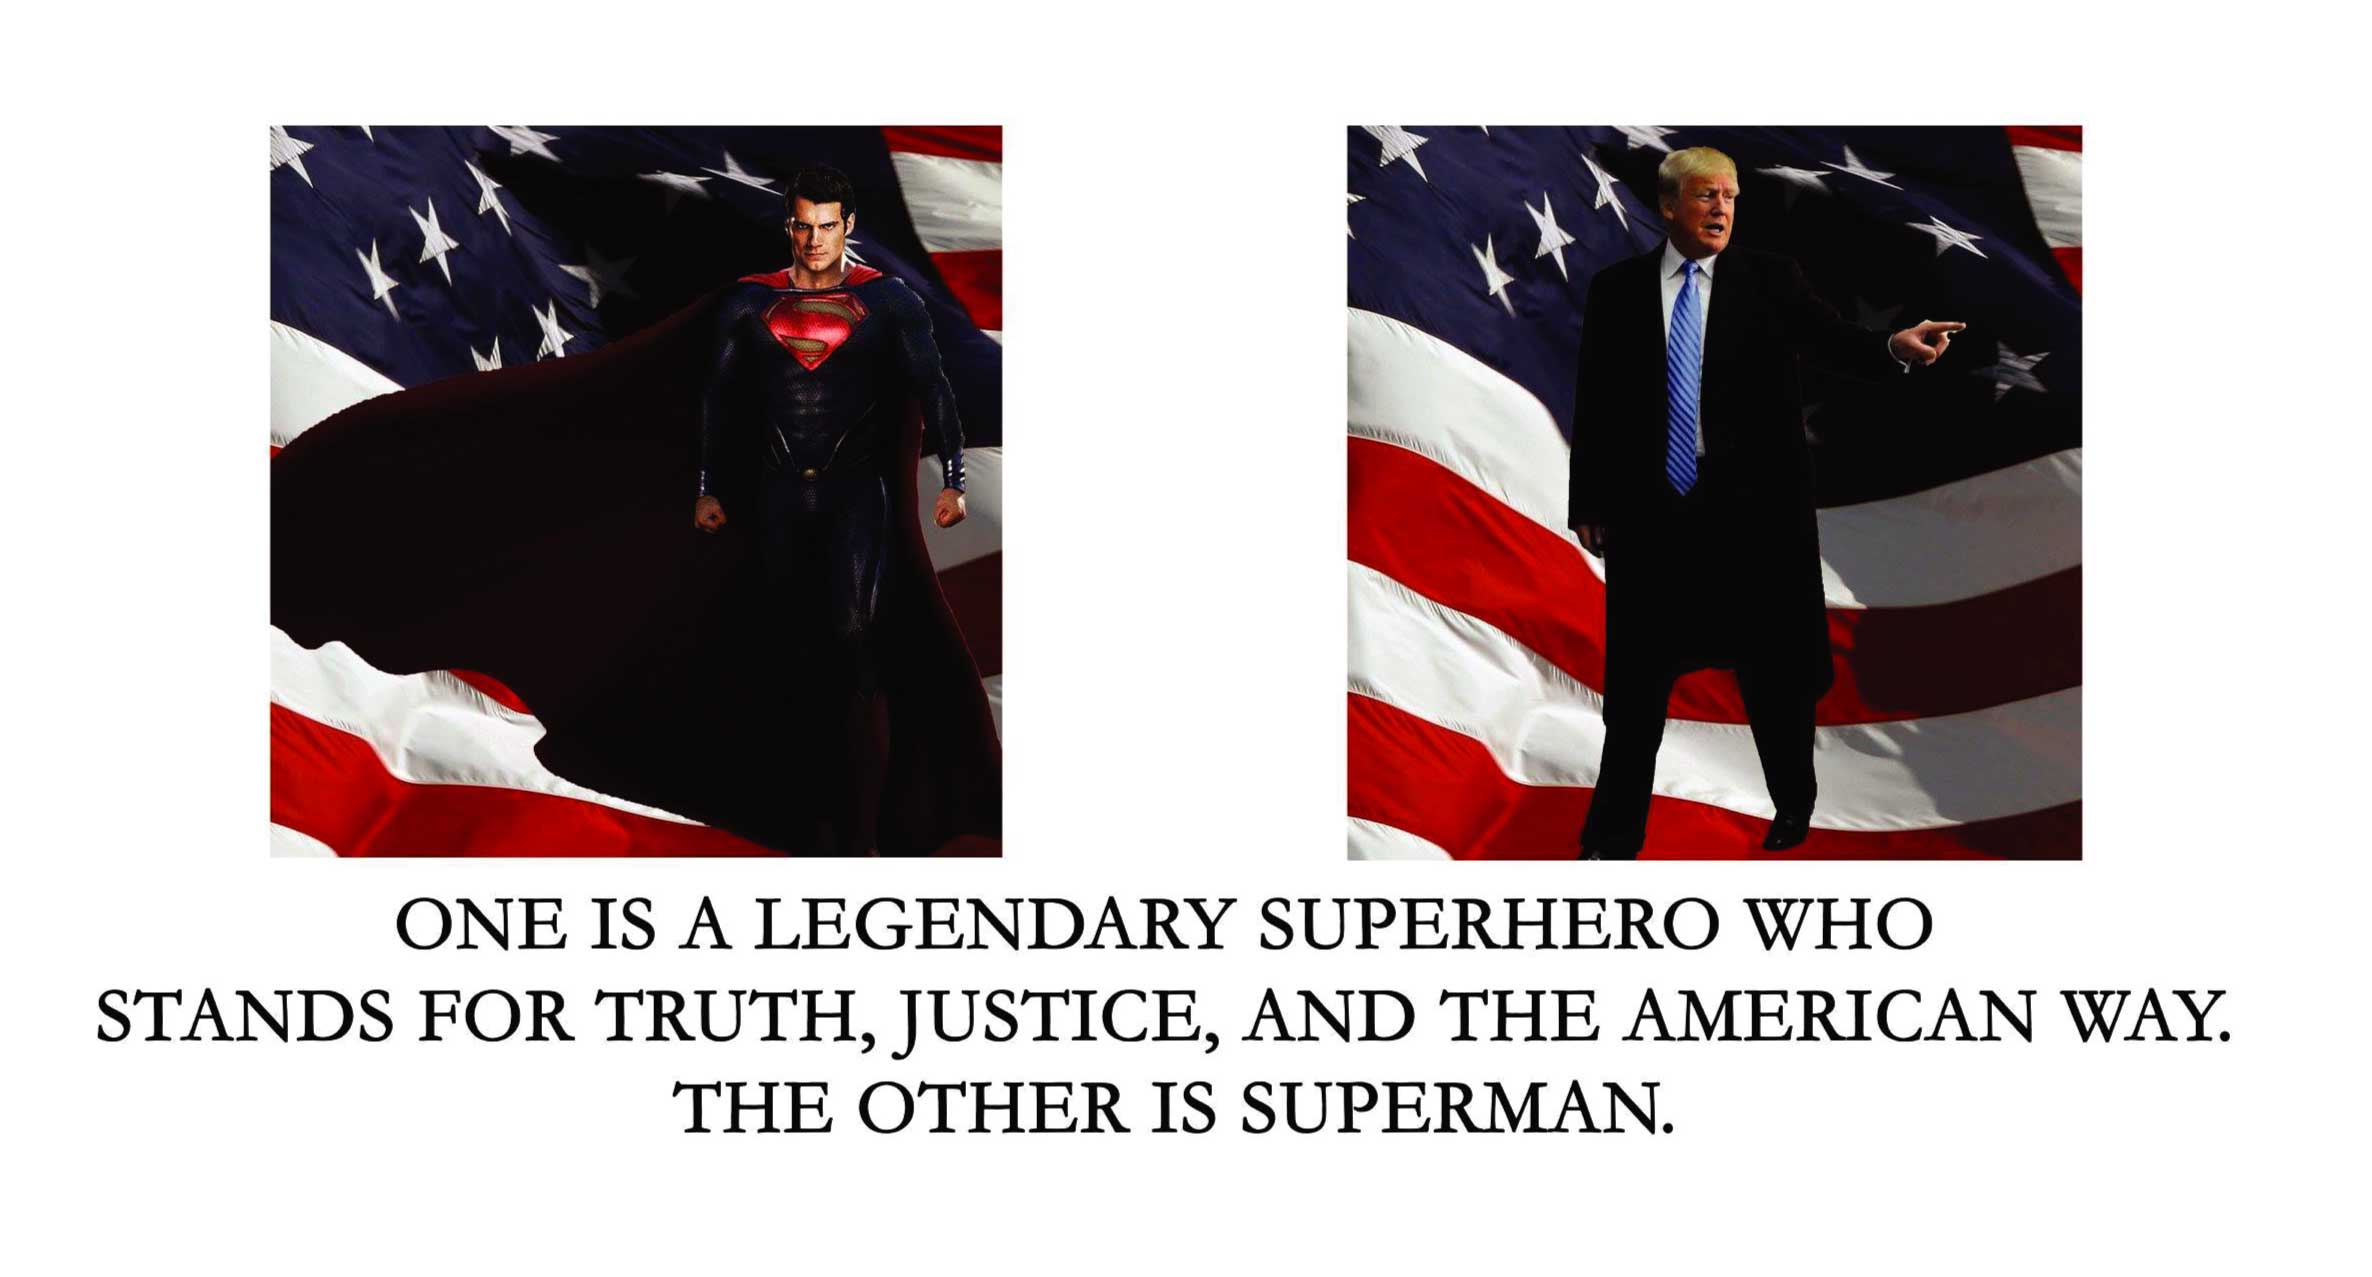 ONE IS A LEGENDARY SUPERHERO WHO
STANDS FOR TRUTH, JUSTICE, AND THE AMERICAN WAY.
THE OTHER IS SUPERMAN.